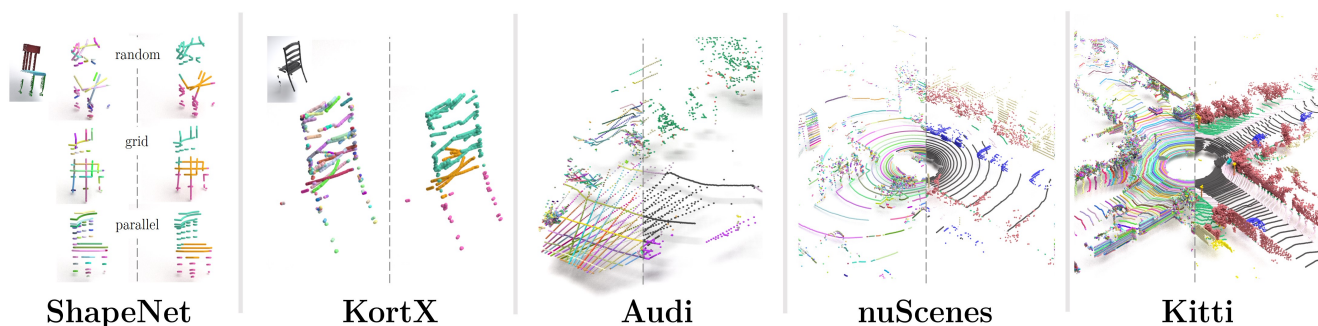 random
grid
parallel
ShapeNet
KortX
Audi
nuScenes
Kitti